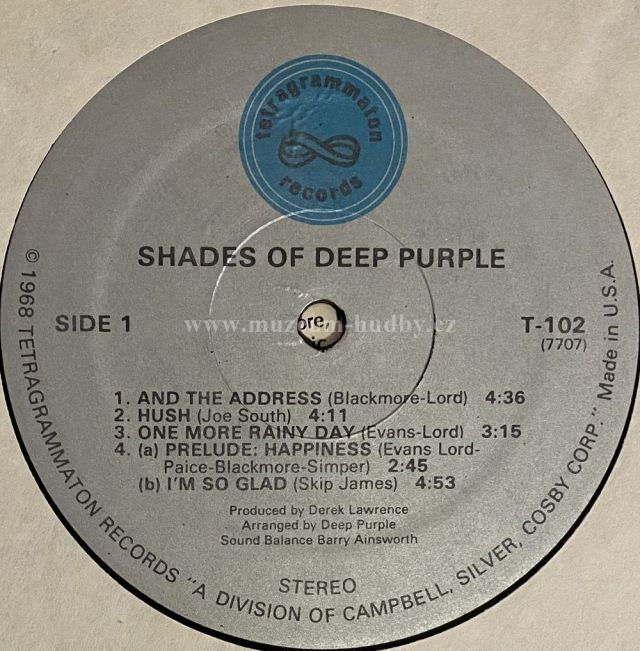 tetragrammaton
records
SHADES OF DEEP PURPLE
SIDE 1
T-102
(7707)
ore,
www.muzeum-hudby.cz
1. AND THE ADDRESS (Blackmore-Lord) 4:36
2. HUSH (Joe South) 4:11
3. ONE MORE RAINY DAY (Evans-Lord) 3:15
4. (a) PRELUDE: HAPPINESS (Evans Lord-
Paice-Blackmore-Simper) 2:45
(b) I'M SO GLAD (Skip James) 4:53
Produced by Derek Lawrence
Arranged by Deep Purple
Sound Balance Barry Ainsworth
STEREO
© 1968 TETRAGRAMMATON RECORDS "A DIVISION OF CAMPBELL, SILVER, COSBY CORP." Made in U.S.A.